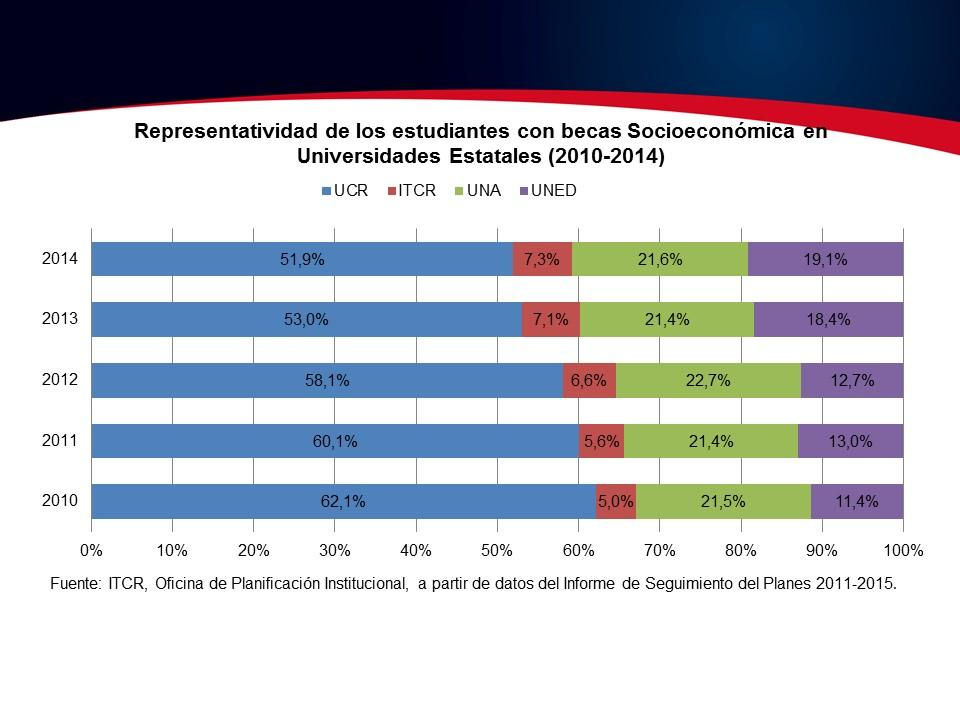 Representatividad de los estudiantes con becas Socioeconómica en
Universidades Estatales (2010-2014)
UCR ITCR UNA UNED
2014 51,9% 7,3% 21,6% 19,1%
2013 53,0% 7,1% 21,4% 18,4%
2012 58,1% 6,6% 22,7% 12,7%
2011 60,1% 5,6% 21,4% 13,0%
2010 62,1% 5,0% 21,5% 11,4%
0% 10% 20% 30% 40% 50% 60% 70% 80% 90% 100%
Fuente: ITCR, Oficina de Planificación Institucional, a partir de datos del Informe de Seguimiento del Planes 2011-2015.